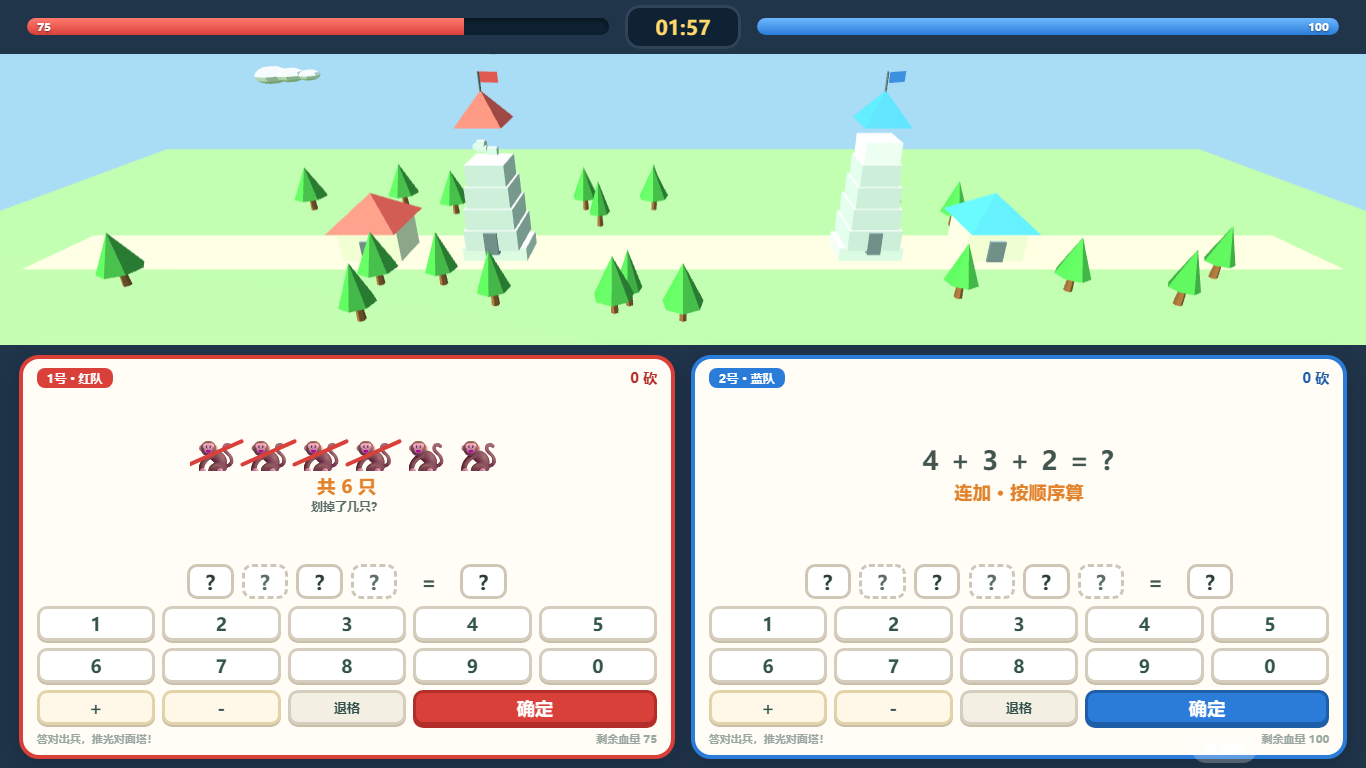 75
01:57
100
1号·红队
0 砍
共 6 只
划掉了几只?
? ? ? ? = ?
1 2 3 4 5
6 7 8 9 0
+ - 退格 确定
答对出兵，推光对面塔!
剩余血量 75
2号·蓝队
0 砍
4 + 3 + 2 = ?
连加·按顺序算
? ? ? ? ? ? = ?
1 2 3 4 5
6 7 8 9 0
+ - 退格 确定
答对出兵，推光对面塔!
剩余血量 100